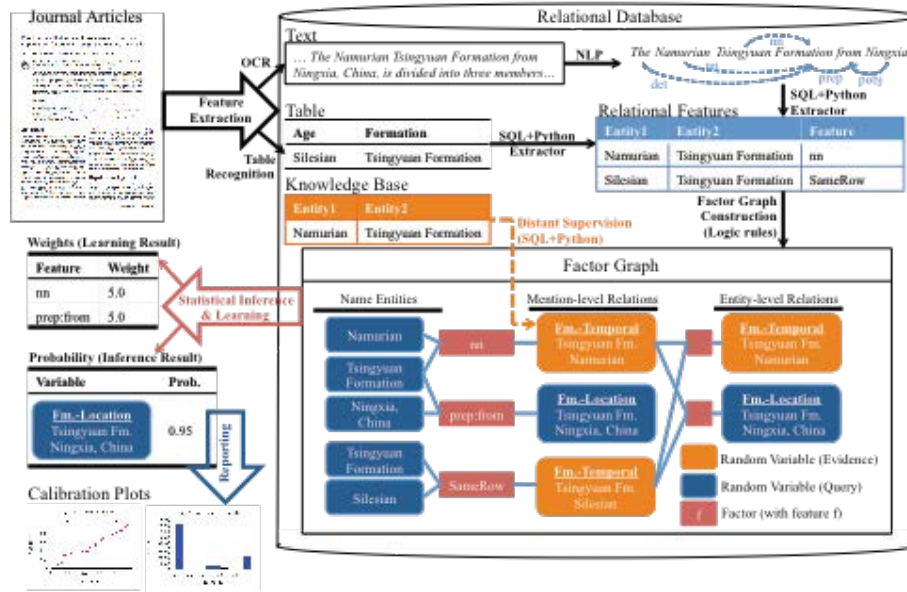 Journal Articles
Relational Database
Text
… The Namurian Tsingyuan Formation from
Ningxia, China, is divided into three members…
OCR
NLP
The Namurian Tsingyuan Formation from Ningxia
nn
nn
det
prep
pobj
Feature
Extraction
Table
Recognition
SQL+Python
Extractor
Table
Age Formation
Silesian Tsingyuan Formation
SQL+Python
Extractor
Relational Features
Entity1 Entity2 Feature
Namurian Tsingyuan Formation nn
Silesian Tsingyuan Formation SameRow
Knowledge Base
Entity1 Entity2
Namurian Tsingyuan Formation
Distant Supervision
(SQL+Python)
Factor Graph
Construction
(Logic rules)
Weights (Learning Result)
Feature Weight
nn 5.0
prep:from 5.0
Statistical Inference
& Learning
Probability (Inference Result)
Variable Prob.
Fm.-Location
Tsingyuan Fm.
Ningxia, China
0.95
Reporting
Calibration Plots
Factor Graph
Name Entities
Mention-level Relations
Entity-level Relations
Namurian
Tsingyuan
Formation
Ningxia,
China
Tsingyuan
Formation
Silesian
nn
prep:from
SameRow
Fm.-Temporal
Tsingyuan Fm.
Namurian
Fm.-Location
Tsingyuan Fm.
Ningxia, China
Fm.-Temporal
Tsingyuan Fm.
Silesian
Fm.-Temporal
Tsingyuan Fm.
Namurian
Fm.-Location
Tsingyuan Fm.
Ningxia, China
Random Variable (Evidence)
Random Variable (Query)
f Factor (with feature f)